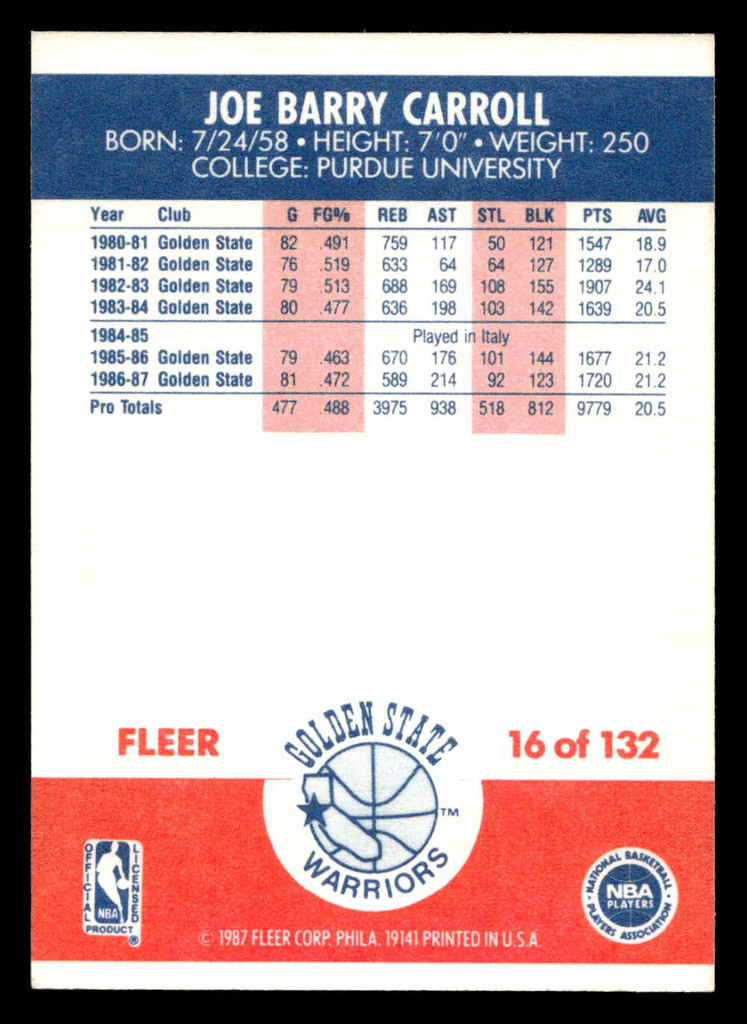 JOE BARRY CARROLL
BORN: 7/24/58 • HEIGHT: 7'0" • WEIGHT: 250
COLLEGE: PURDUE UNIVERSITY
Year Club G FG% REB AST STL BLK PTS AVG
1980-81 Golden State 82 .491 759 117 50 121 1547 18.9
1981-82 Golden State 76 .519 633 64 64 127 1289 17.0
1982-83 Golden State 79 .513 688 169 108 155 1907 24.1
1983-84 Golden State 80 .477 636 198 103 142 1639 20.5
1984-85 Played in Italy
1985-86 Golden State 79 .463 670 176 101 144 1677 21.2
1986-87 Golden State 81 .472 589 214 92 123 1720 21.2
Pro Totals 477 .488 3975 938 518 812 9779 20.5
GOLDEN STATE
FLEER
16 of 132
TM
WARRIORS
OFFICIAL
LICENSED
NBA
PRODUCT
®
NATIONAL BASKETBALL
NBA
PLAYERS
PLAYERS ASSOCIATION
© 1987 FLEER CORP. PHILA. 19141 PRINTED IN U.S.A.